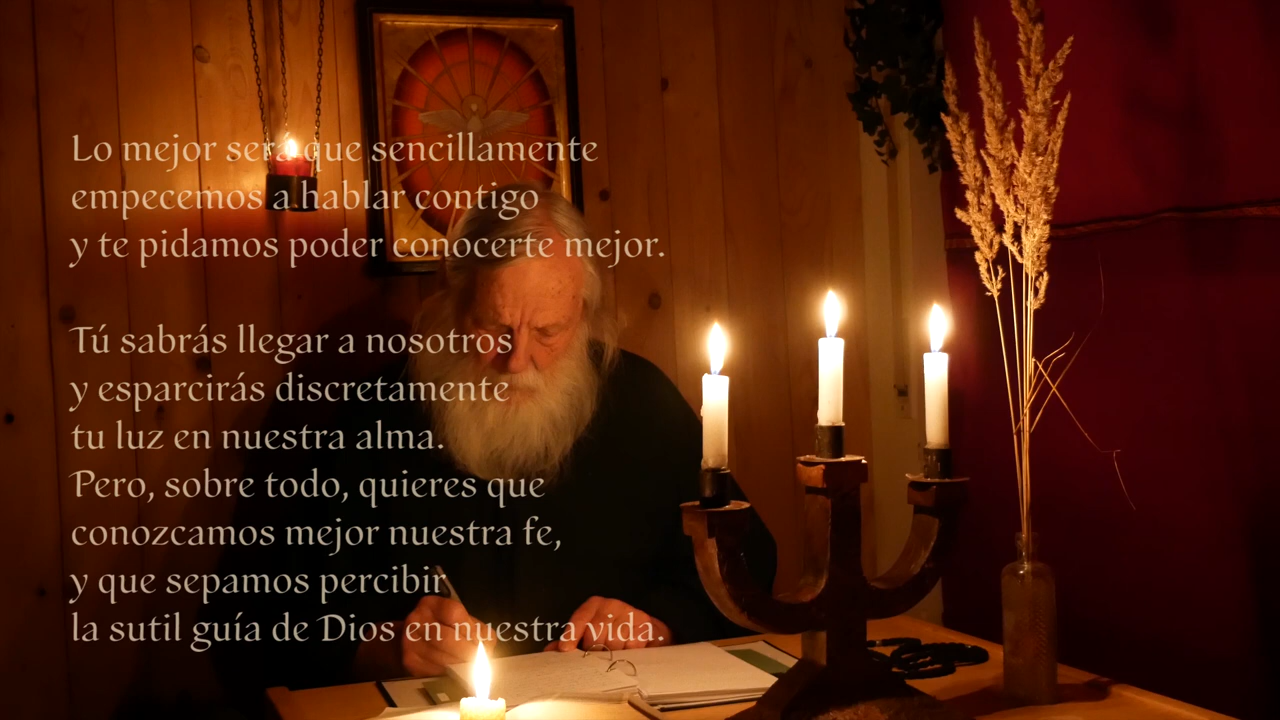 Lo mejor será que sencillamente
empecemos a hablar contigo
y te pidamos poder conocerte mejor.
Tú sabrás llegar a nosotros
y esparcirás discretamente
tu luz en nuestra alma.
Pero, sobre todo, quieres que
conozcamos mejor nuestra fe,
y que sepamos percibir
la sutil guía de Dios en nuestra vida.